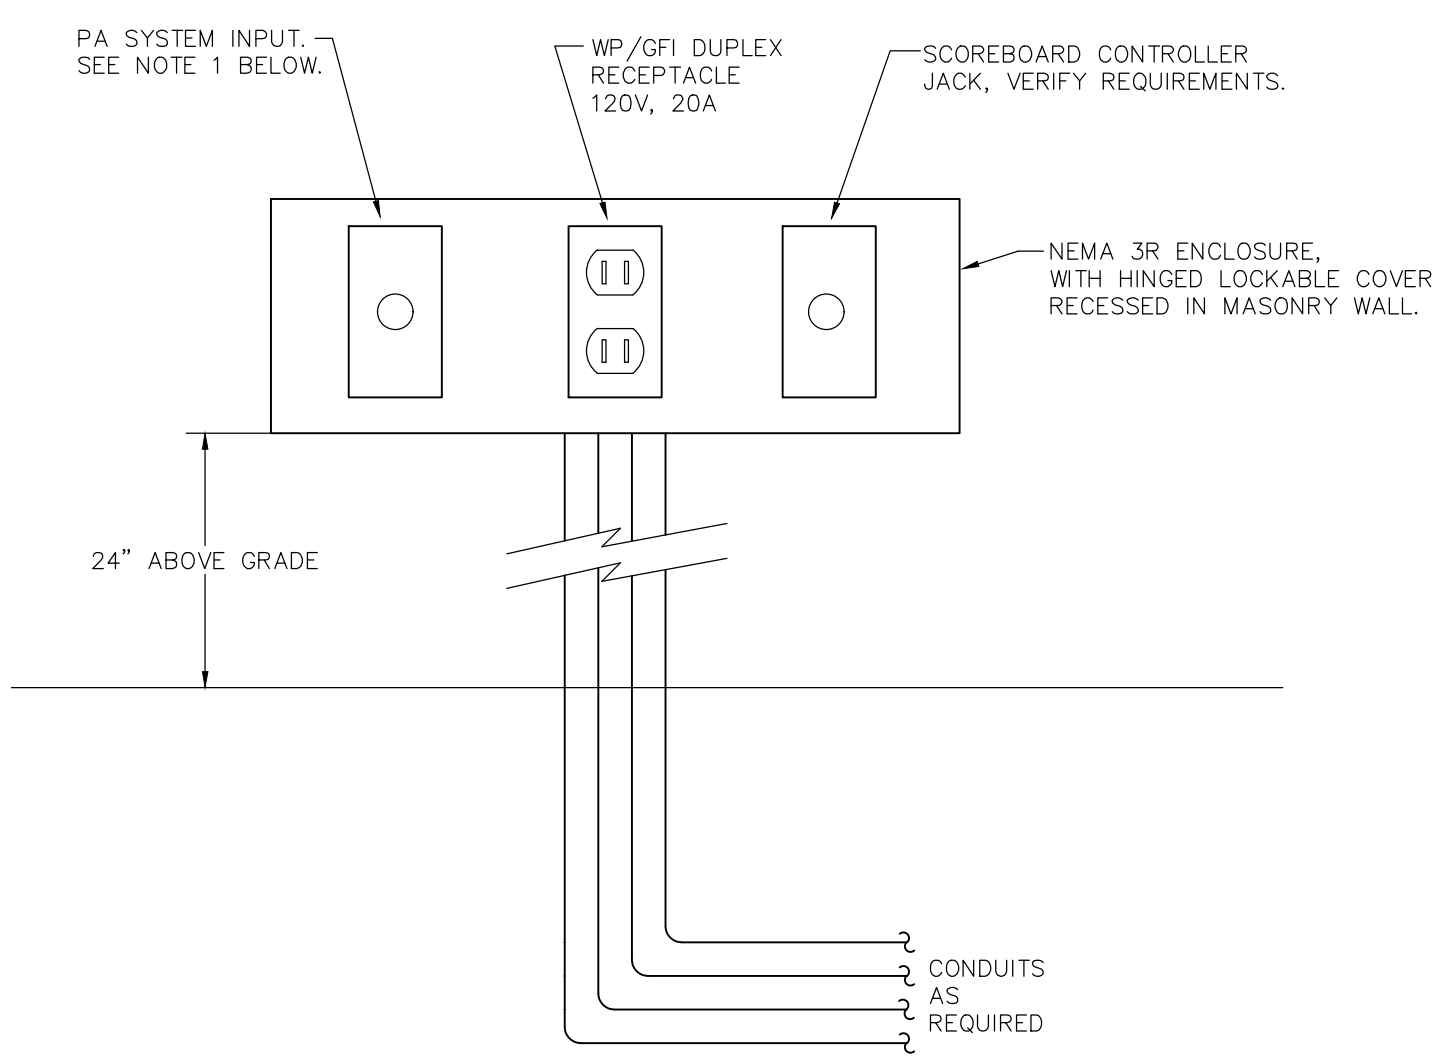 PA SYSTEM INPUT.
SEE NOTE 1 BELOW.
WP/GFI DUPLEX
RECEPTACLE
120V, 20A
SCOREBOARD CONTROLLER
JACK, VERIFY REQUIREMENTS.
NEMA 3R ENCLOSURE,
WITH HINGED LOCKABLE COVER
RECESSED IN MASONRY WALL.
24” ABOVE GRADE
CONDUITS
AS
REQUIRED